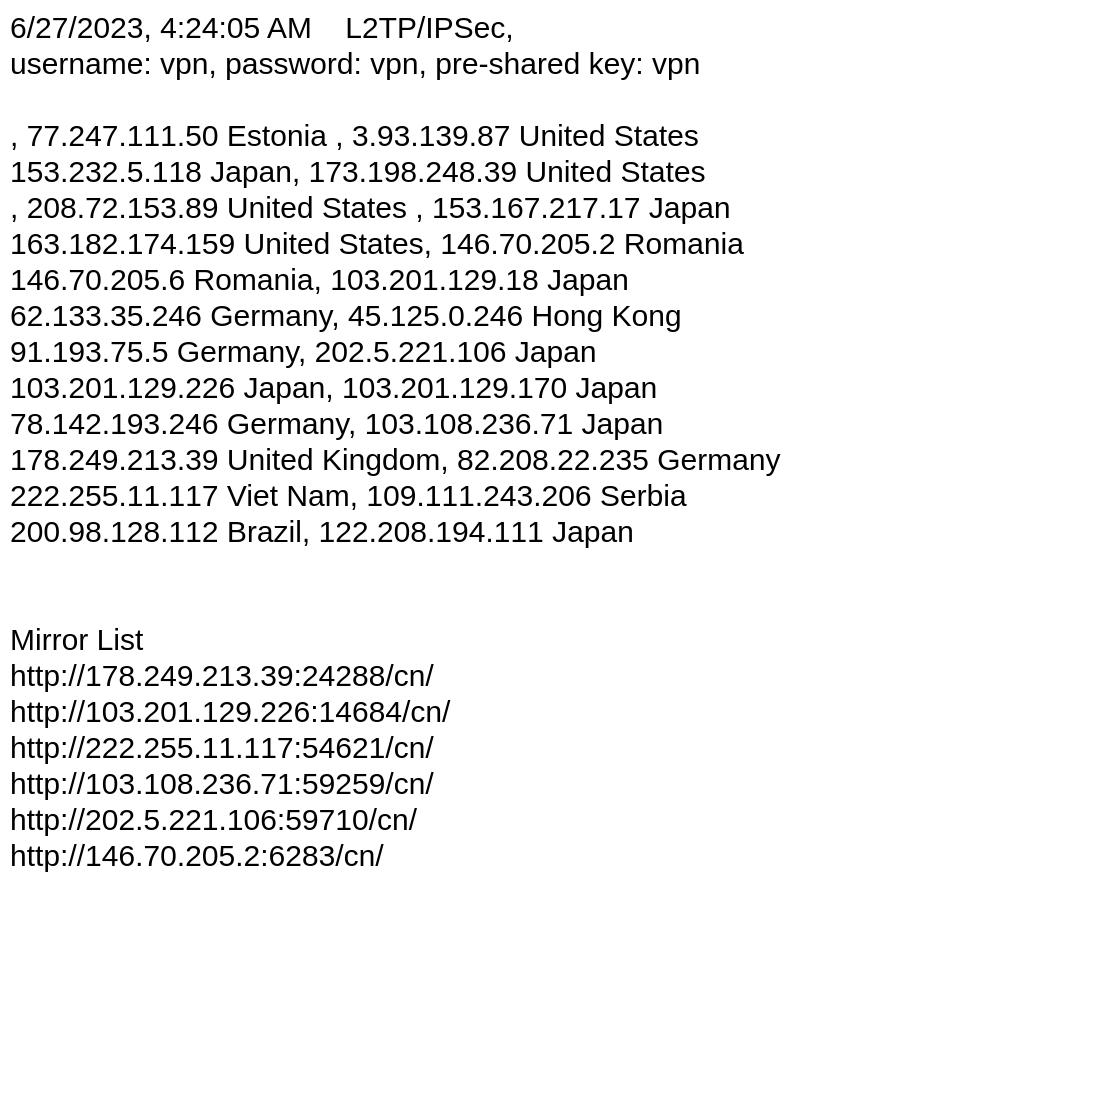 6/27/2023, 4:24:05 AM    L2TP/IPSec,
username: vpn, password: vpn, pre-shared key: vpn
, 77.247.111.50 Estonia , 3.93.139.87 United States
153.232.5.118 Japan, 173.198.248.39 United States
, 208.72.153.89 United States , 153.167.217.17 Japan
163.182.174.159 United States, 146.70.205.2 Romania
146.70.205.6 Romania, 103.201.129.18 Japan
62.133.35.246 Germany, 45.125.0.246 Hong Kong
91.193.75.5 Germany, 202.5.221.106 Japan
103.201.129.226 Japan, 103.201.129.170 Japan
78.142.193.246 Germany, 103.108.236.71 Japan
178.249.213.39 United Kingdom, 82.208.22.235 Germany
222.255.11.117 Viet Nam, 109.111.243.206 Serbia
200.98.128.112 Brazil, 122.208.194.111 Japan
Mirror List
http://178.249.213.39:24288/cn/
http://103.201.129.226:14684/cn/
http://222.255.11.117:54621/cn/
http://103.108.236.71:59259/cn/
http://202.5.221.106:59710/cn/
http://146.70.205.2:6283/cn/